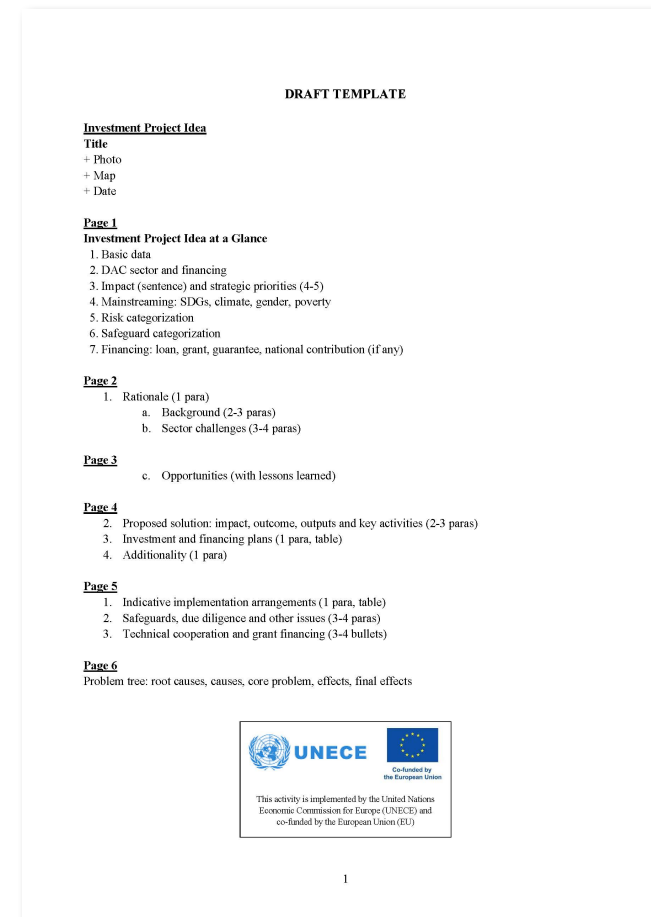 DRAFT TEMPLATE
Investment Project Idea
Title
+ Photo
+ Map
+ Date
Page 1
Investment Project Idea at a Glance
1. Basic data
2. DAC sector and financing
3. Impact (sentence) and strategic priorities (4-5)
4. Mainstreaming: SDGs, climate, gender, poverty
5. Risk categorization
6. Safeguard categorization
7. Financing: loan, grant, guarantee, national contribution (if any)
Page 2
1. Rationale (1 para)
a. Background (2-3 paras)
b. Sector challenges (3-4 paras)
Page 3
c. Opportunities (with lessons learned)
Page 4
2. Proposed solution: impact, outcome, outputs and key activities (2-3 paras)
3. Investment and financing plans (1 para, table)
4. Additionality (1 para)
Page 5
1. Indicative implementation arrangements (1 para, table)
2. Safeguards, due diligence and other issues (3-4 paras)
3. Technical cooperation and grant financing (3-4 bullets)
Page 6
Problem tree: root causes, causes, core problem, effects, final effects
UNECE
Co-funded by
the European Union
This activity is implemented by the United Nations
Economic Commission for Europe (UNECE) and
co-funded by the European Union (EU)
1